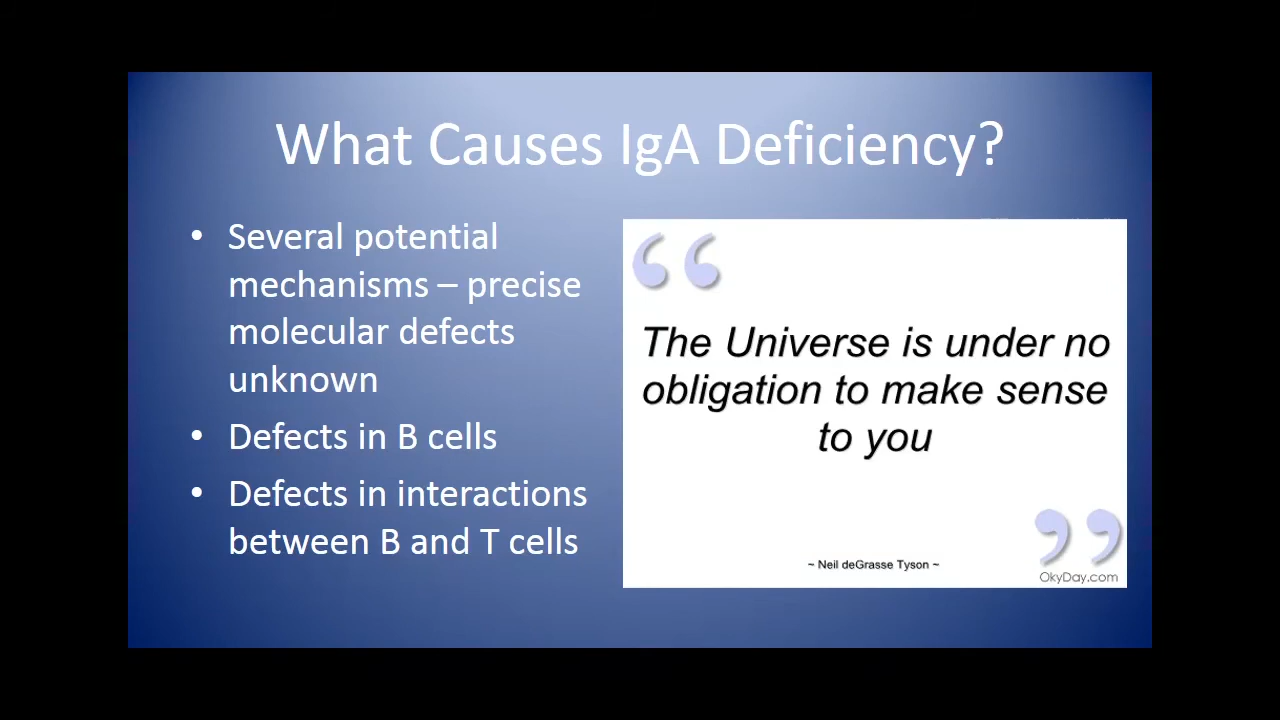 What Causes IgA Deficiency?
• Several potential
mechanisms – precise
molecular defects
unknown
• Defects in B cells
• Defects in interactions
between B and T cells
“
The Universe is under no
obligation to make sense
to you
”
~ Neil deGrasse Tyson ~
OkyDay.com